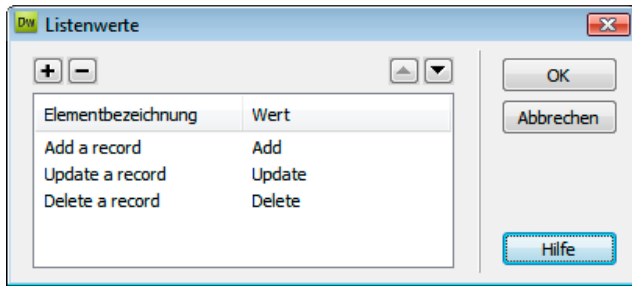 Dw Listenwerte
OK
Elementbezeichnung Wert
Abbrechen
Add a record Add
Update a record Update
Delete a record Delete
Hilfe